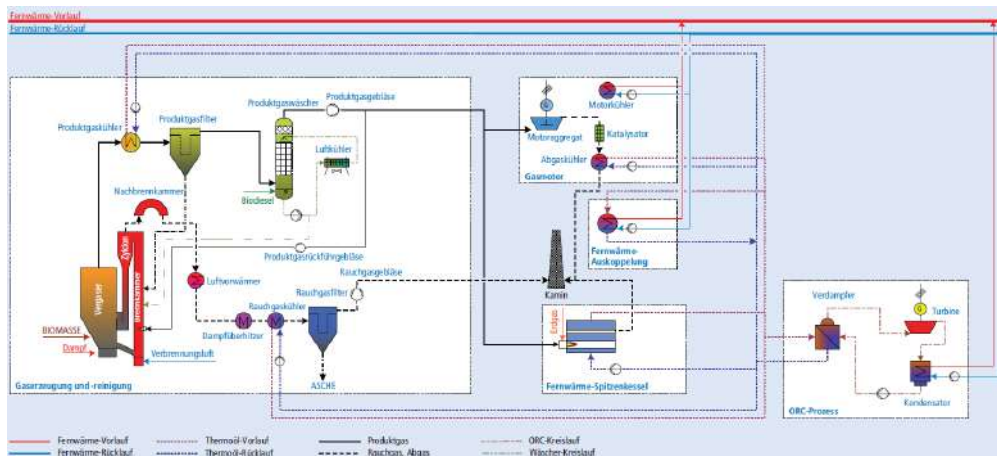 Fernwärme-Vorlauf
Fernwärme-Rücklauf
Produktgaswäscher
Produktgasgebläse
Produktgaskühler
Produktgasfilter
Luftkühler
Biodiesel
Nachbrennkammer
Produktgasrückführgebläse
Zyklon
Vergaser
Brennkammer
Luftvorwärmer
Rauchgaskühler
Rauchgasfilter
Rauchgasgebläse
Dampfüberhitzer
BIOMASSE
Dampf
Verbrennungsluft
ASCHE
Gaserzeugung und -reinigung
G
Motorkühler
Motoraggregat
Katalysator
Abgaskühler
Gasmotor
Fernwärme-
Auskoppelung
Kamin
Erdgas
Fernwärme-Spitzenkessel
Verdampfer
G
Turbine
Kondensator
ORC-Prozess
Fernwärme-Vorlauf
Fernwärme-Rücklauf
Thermoöl-Vorlauf
Thermoöl-Rücklauf
Produktgas
Rauchgas, Abgas
ORC-Kreislauf
Wäscher-Kreislauf